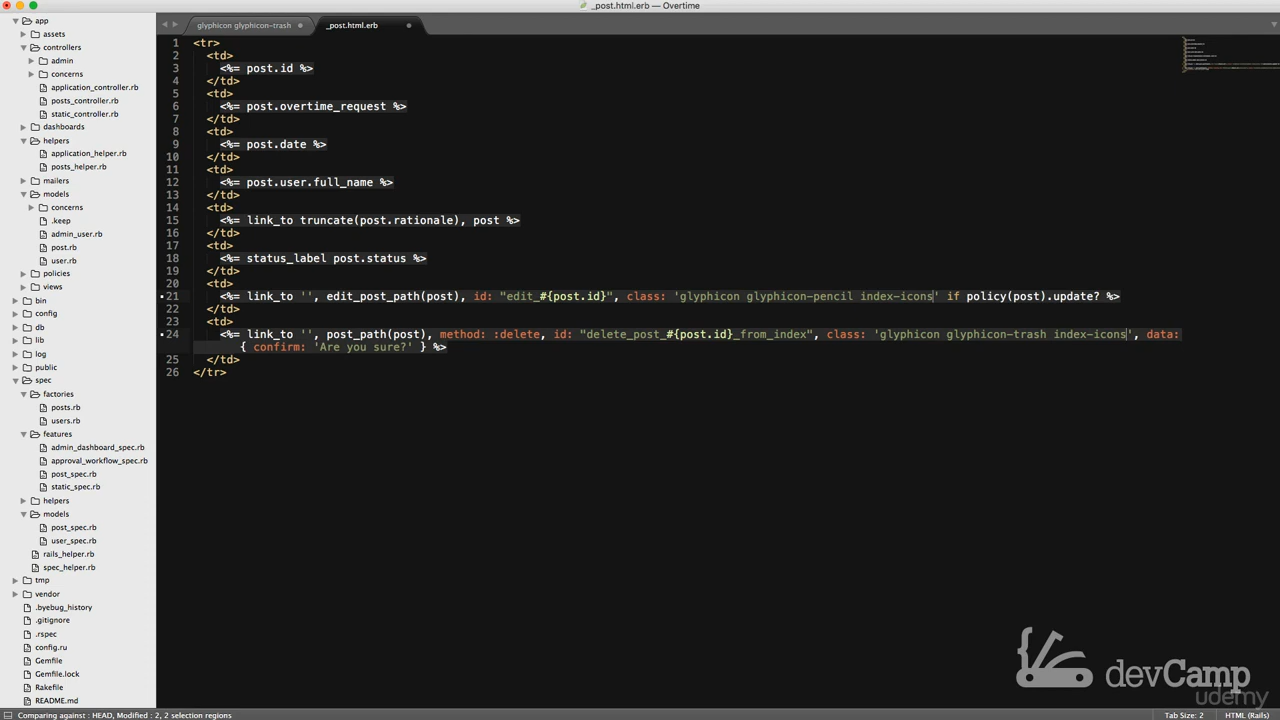 _post.html.erb — Overtime
glyphicon glyphicon-trash
_post.html.erb
app
assets
controllers
admin
concerns
application_controller.rb
posts_controller.rb
static_controller.rb
dashboards
helpers
application_helper.rb
posts_helper.rb
mailers
models
concerns
.keep
admin_user.rb
post.rb
user.rb
policies
views
bin
config
db
lib
log
public
spec
factories
posts.rb
users.rb
features
admin_dashboard_spec.rb
approval_workflow_spec.rb
post_spec.rb
static_spec.rb
helpers
models
post_spec.rb
user_spec.rb
rails_helper.rb
spec_helper.rb
tmp
vendor
.byebug_history
.gitignore
.rspec
config.ru
Gemfile
Gemfile.lock
Rakefile
README.md
1 <tr>
2 <td>
3 <%= post.id %>
4 </td>
5 <td>
6 <%= post.overtime_request %>
7 </td>
8 <td>
9 <%= post.date %>
10 </td>
11 <td>
12 <%= post.user.full_name %>
13 </td>
14 <td>
15 <%= link_to truncate(post.rationale), post %>
16 </td>
17 <td>
18 <%= status_label post.status %>
19 </td>
20 <td>
21 <%= link_to '', edit_post_path(post), id: "edit_#{post.id}", class: 'glyphicon glyphicon-pencil index-icons' if policy(post).update? %>
22 </td>
23 <td>
24 <%= link_to '', post_path(post), method: :delete, id: "delete_post_#{post.id}_from_index", class: 'glyphicon glyphicon-trash index-icons', data:
{ confirm: 'Are you sure?' } %>
25 </td>
26 </tr>
devCamp
udemy
Comparing against : HEAD, Modified : 2, 2 selection regions
Tab Size: 2
HTML (Rails)